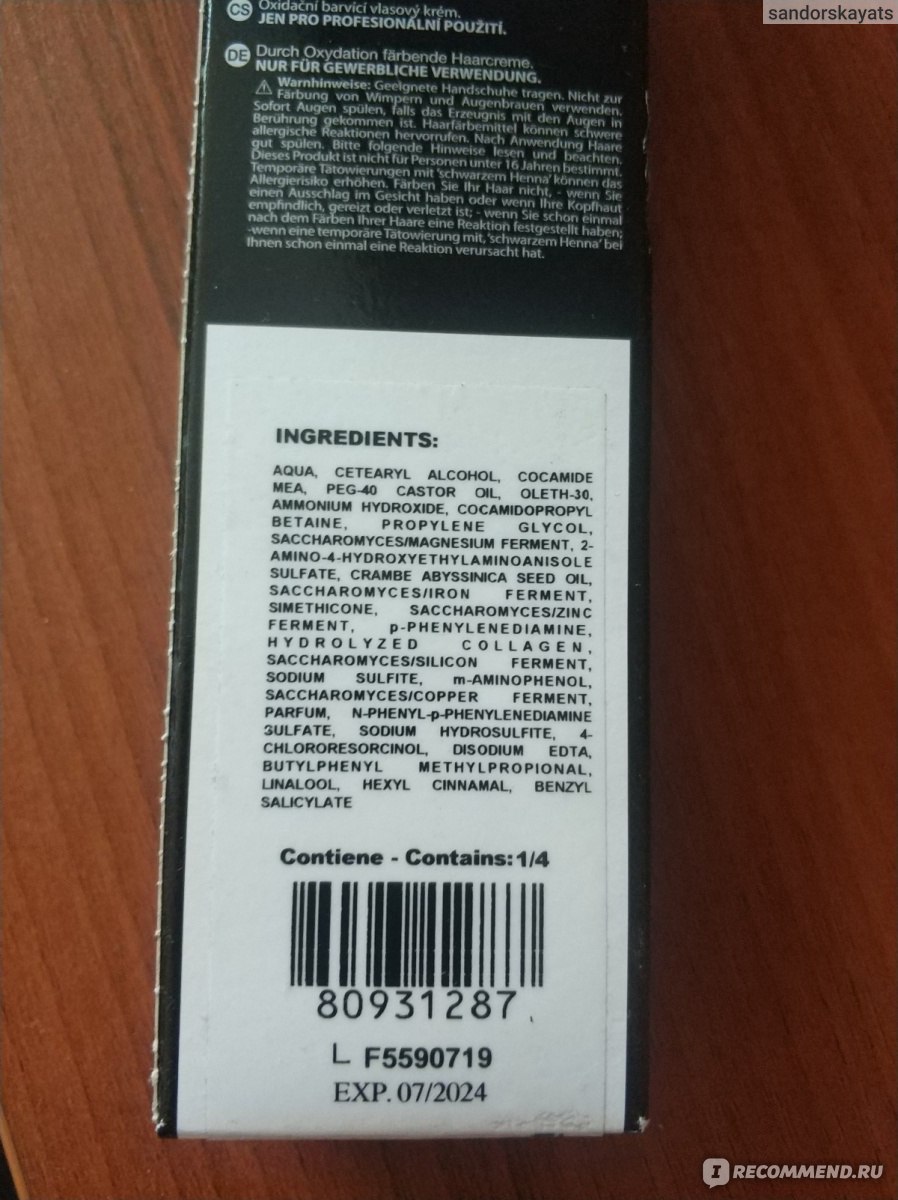 sandorskayats
CS Oxidační barvicí vlasový krém.
JEN PRO PROFESIONÁLNÍ POUŽITÍ.
DE Durch Oxydation färbende Haarcreme.
NUR FÜR GEWERBLICHE VERWENDUNG.
Warnhinweise: Geeignete Handschuhe tragen. Nicht zur
Färbung von Wimpern und Augenbrauen verwenden.
Sofort Augen spülen, falls das Erzeugnis mit den Augen in
Berührung gekommen ist. Haarfärbemittel können schwere
allergische Reaktionen hervorrufen. Nach Anwendung Haare
gut spülen. Bitte folgende Hinweise lesen und beachten.
Dieses Produkt ist nicht für Personen unter 16 Jahren bestimmt.
Temporäre Tätowierungen mit 'schwarzem Henna' können das
Allergierisiko erhöhen. Färben Sie Ihr Haar nicht, - wenn Sie
einen Ausschlag im Gesicht haben oder wenn Ihre Kopfhaut
empfindlich, gereizt oder verletzt ist; - wenn Sie schon einmal
nach dem Färben Ihrer Haare eine Reaktion festgestellt haben;
-wenn eine temporäre Tätowierung mit, 'schwarzem Henna' bei
Ihnen schon einmal eine Reaktion verursacht hat.
INGREDIENTS:
AQUA, CETEARYL ALCOHOL, COCAMIDE
MEA, PEG-40 CASTOR OIL, OLETH-30,
AMMONIUM HYDROXIDE, COCAMIDOPROPYL
BETAINE, PROPYLENE GLYCOL,
SACCHAROMYCES/MAGNESIUM FERMENT, 2-
AMINO-4-HYDROXYETHYLAMINOANISOLE
SULFATE, CRAMBE ABYSSINICA SEED OIL,
SACCHAROMYCES/IRON FERMENT,
SIMETHICONE, SACCHAROMYCES/ZINC
FERMENT, p-PHENYLENEDIAMINE,
HYDROLYZED COLLAGEN,
SACCHAROMYCES/SILICON FERMENT,
SODIUM SULFITE, m-AMINOPHENOL,
SACCHAROMYCES/COPPER FERMENT,
PARFUM, N-PHENYL-p-PHENYLENEDIAMINE
SULFATE, SODIUM HYDROSULFITE, 4-
CHLORORESORCINOL, DISODIUM EDTA,
BUTYLPHENYL METHYLPROPIONAL,
LINALOOL, HEXYL CINNAMAL, BENZYL
SALICYLATE
Contiene - Contains:1/4
80931287
L F5590719
EXP. 07/2024
IRECOMMEND.RU